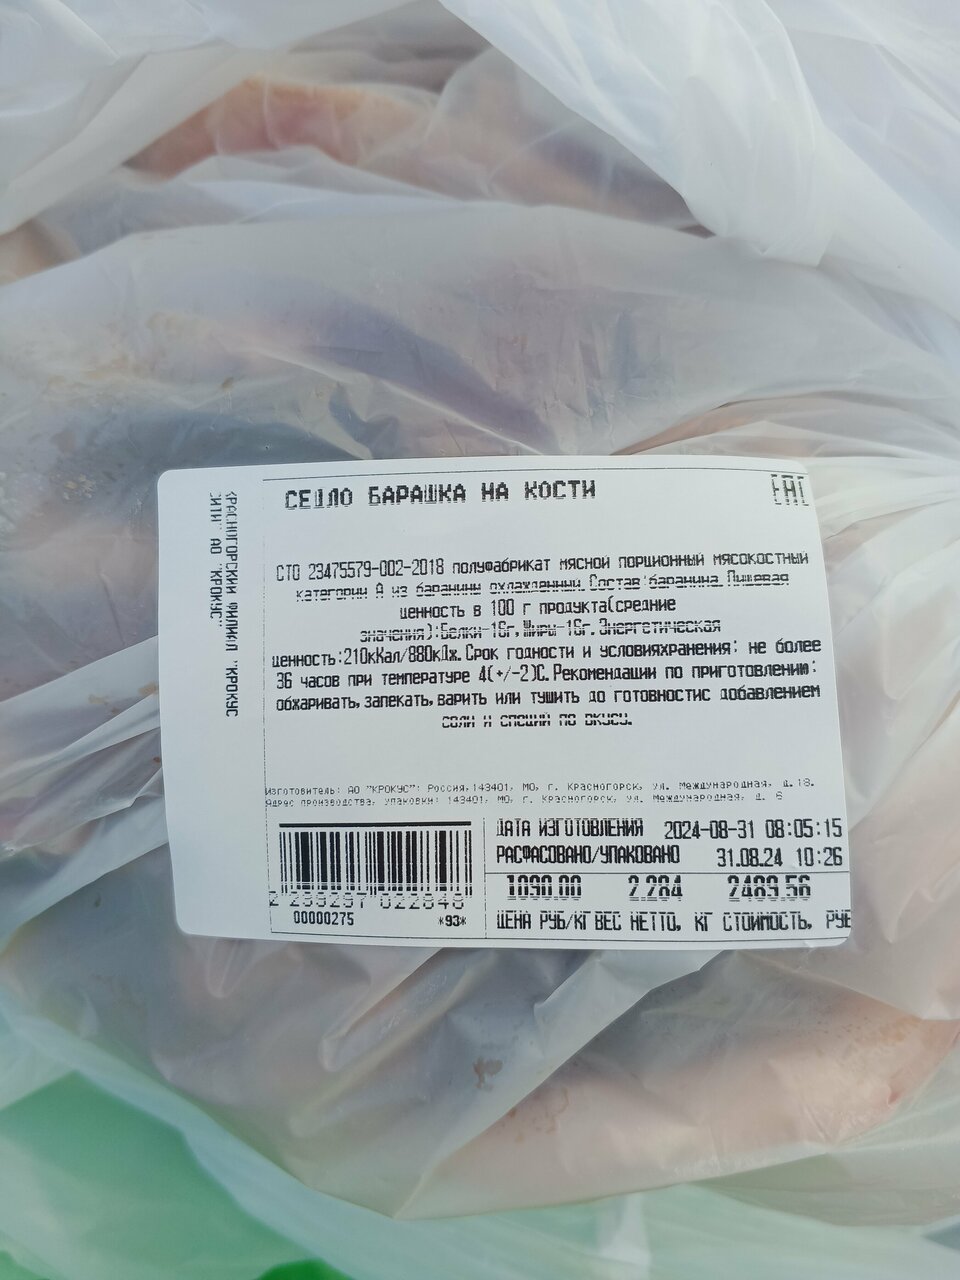 СЕДЛО БАРАШКА НА КОСТИ
EAC
КРАСНОГОРСКИЙ ФИЛИАЛ "КРОКУС
СИТИ" АО "КРОКУС"
СТО 23475579-002-2018 полуфабрикат мясной порционный мясокостный
категории А из баранины охлажденный. Состав:баранина. Пищевая
ценность в 100 г продукта(средние
значения):Белки-16г, Жиры-16г. Энергетическая
ценность:210кКал/880кДж. Срок годности и условияхранения: не более
36 часов при температуре 4(+/-2)С. Рекомендации по приготовлению:
обжаривать, запекать, варить или тушить до готовностис добавлением
соли и специй по вкусу.
Изготовитель: АО "КРОКУС": Россия,143401, МО, г. Красногорск, ул. Международная, д.18.
Адрес производства, упаковки: 143401, МО, г. Красногорск, ул. Международная, д. 6
ДАТА ИЗГОТОВЛЕНИЯ 2024-08-31 08:05:15
РАСФАСОВАНО/УПАКОВАНО 31.08.24 10:26
1090.00 2.284 2489.56
ЦЕНА РУБ/КГ ВЕС НЕТТО, КГ СТОИМОСТЬ, РУБ
2 299297 022848
00000275 *93*